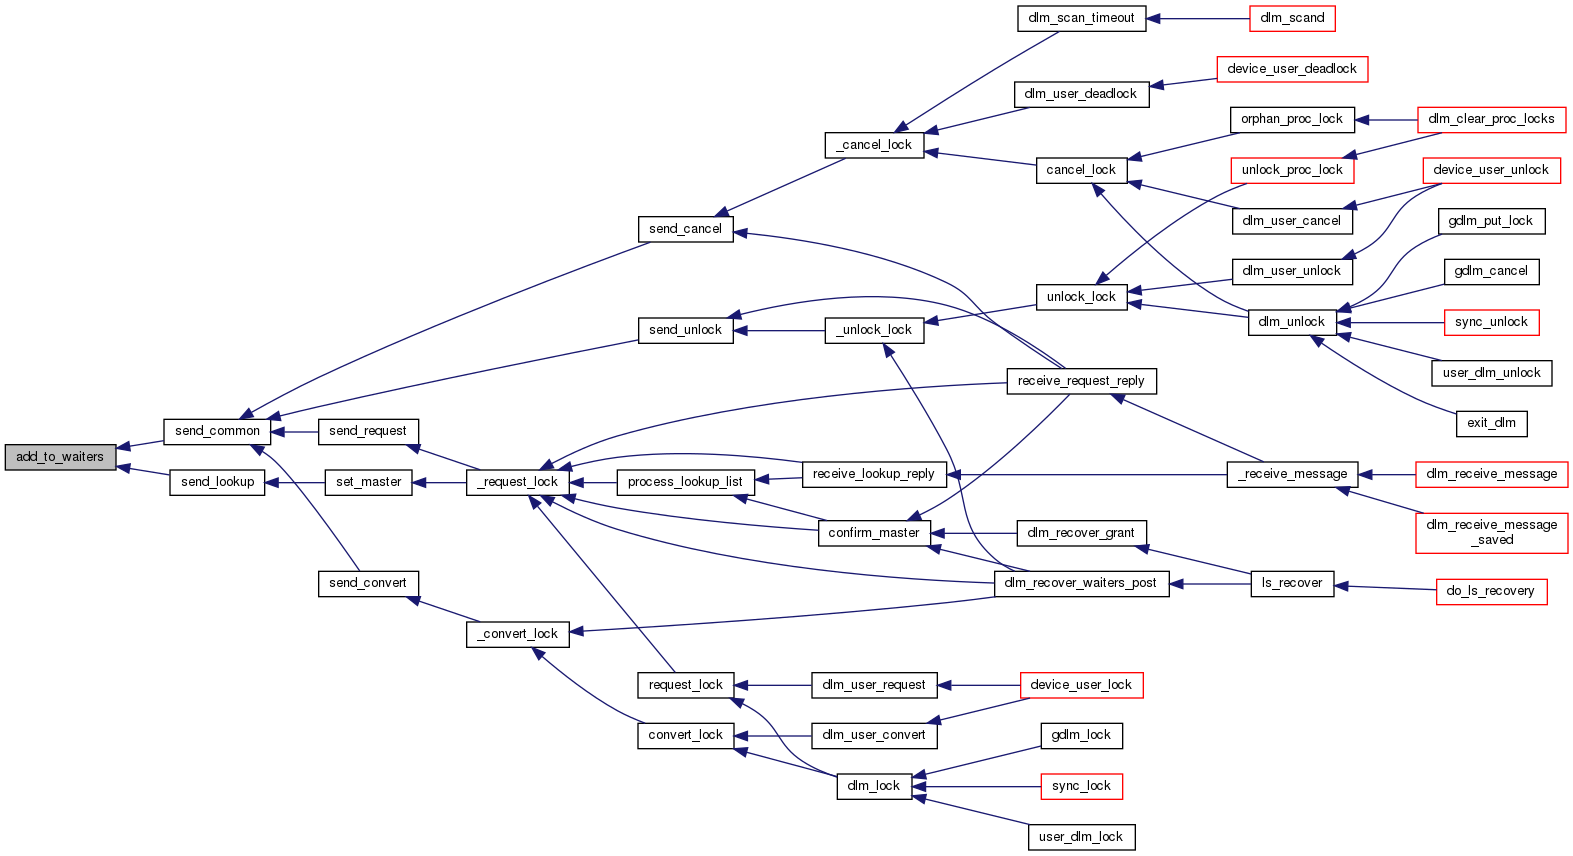 dlm_scan_timeout
dlm_scand
device_user_deadlock
dlm_user_deadlock
orphan_proc_lock
dlm_clear_proc_locks
_cancel_lock
cancel_lock
unlock_proc_lock
device_user_unlock
send_cancel
dlm_user_cancel
gdlm_put_lock
dlm_user_unlock
gdlm_cancel
unlock_lock
send_unlock
_unlock_lock
dlm_unlock
sync_unlock
user_dlm_unlock
receive_request_reply
exit_dlm
send_common
send_request
add_to_waiters
send_lookup
set_master
_request_lock
process_lookup_list
receive_lookup_reply
_receive_message
dlm_receive_message
confirm_master
dlm_recover_grant
dlm_receive_message
_saved
send_convert
dlm_recover_waiters_post
ls_recover
do_ls_recovery
_convert_lock
request_lock
dlm_user_request
device_user_lock
convert_lock
dlm_user_convert
gdlm_lock
dlm_lock
sync_lock
user_dlm_lock